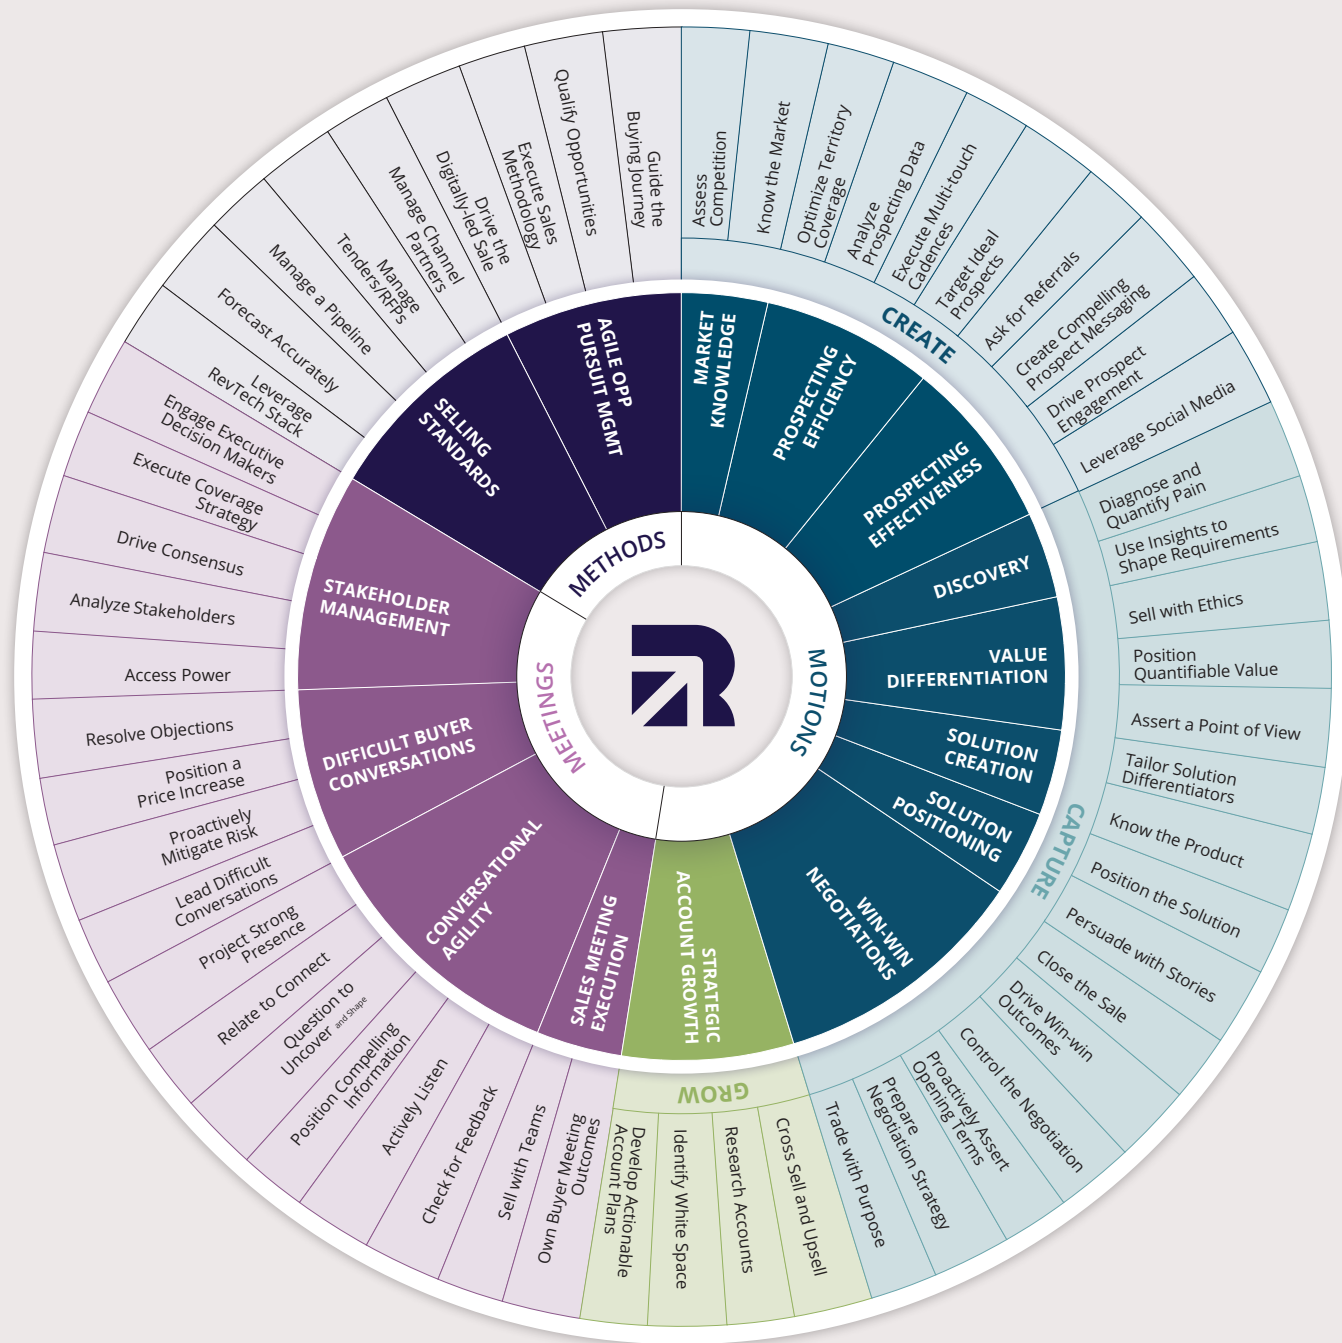 METHODS
MOTIONS
MEETINGS
MARKET
KNOWLEDGE
PROSPECTING
EFFICIENCY
PROSPECTING
EFFECTIVENESS
DISCOVERY
VALUE
DIFFERENTIATION
SOLUTION
CREATION
SOLUTION
POSITIONING
WIN-WIN
NEGOTIATIONS
STRATEGIC
ACCOUNT GROWTH
SALES MEETING
EXECUTION
CONVERSATIONAL
AGILITY
DIFFICULT BUYER
CONVERSATIONS
STAKEHOLDER
MANAGEMENT
SELLING
STANDARDS
AGILE OPP
PURSUIT MGMT
CREATE
Assess
Competition
Know the Market
Optimize Territory
Coverage
Analyze
Prospecting Data
Execute Multi-touch
Cadences
Target Ideal
Prospects
Ask for Referrals
Create Compelling
Prospect Messaging
Drive Prospect
Engagement
Leverage Social Media
CAPTURE
Diagnose and
Quantify Pain
Use Insights to
Shape Requirements
Sell with Ethics
Position
Quantifiable Value
Assert a Point of View
Tailor Solution
Differentiators
Know the Product
Position the Solution
Persuade with Stories
Close the Sale
Drive Win-win
Outcomes
Control the Negotiation
Proactively Assert
Opening Terms
Prepare
Negotiation Strategy
Trade with Purpose
GROW
Cross Sell and Upsell
Research Accounts
Identify White Space
Develop Actionable
Account Plans
Own Buyer Meeting
Outcomes
Sell with Teams
Check for Feedback
Actively Listen
Position Compelling
Information
Question to
Uncover and Shape
Relate to Connect
Project Strong
Presence
Lead Difficult
Conversations
Proactively
Mitigate Risk
Position a
Price Increase
Resolve Objections
Access Power
Analyze Stakeholders
Drive Consensus
Execute Coverage
Strategy
Engage Executive
Decision Makers
Leverage
RevTech Stack
Forecast Accurately
Manage a Pipeline
Manage
Tenders/RFPs
Manage Channel
Partners
Drive the
Digitally-led Sale
Execute Sales
Methodology
Qualify Opportunities
Guide the
Buying Journey